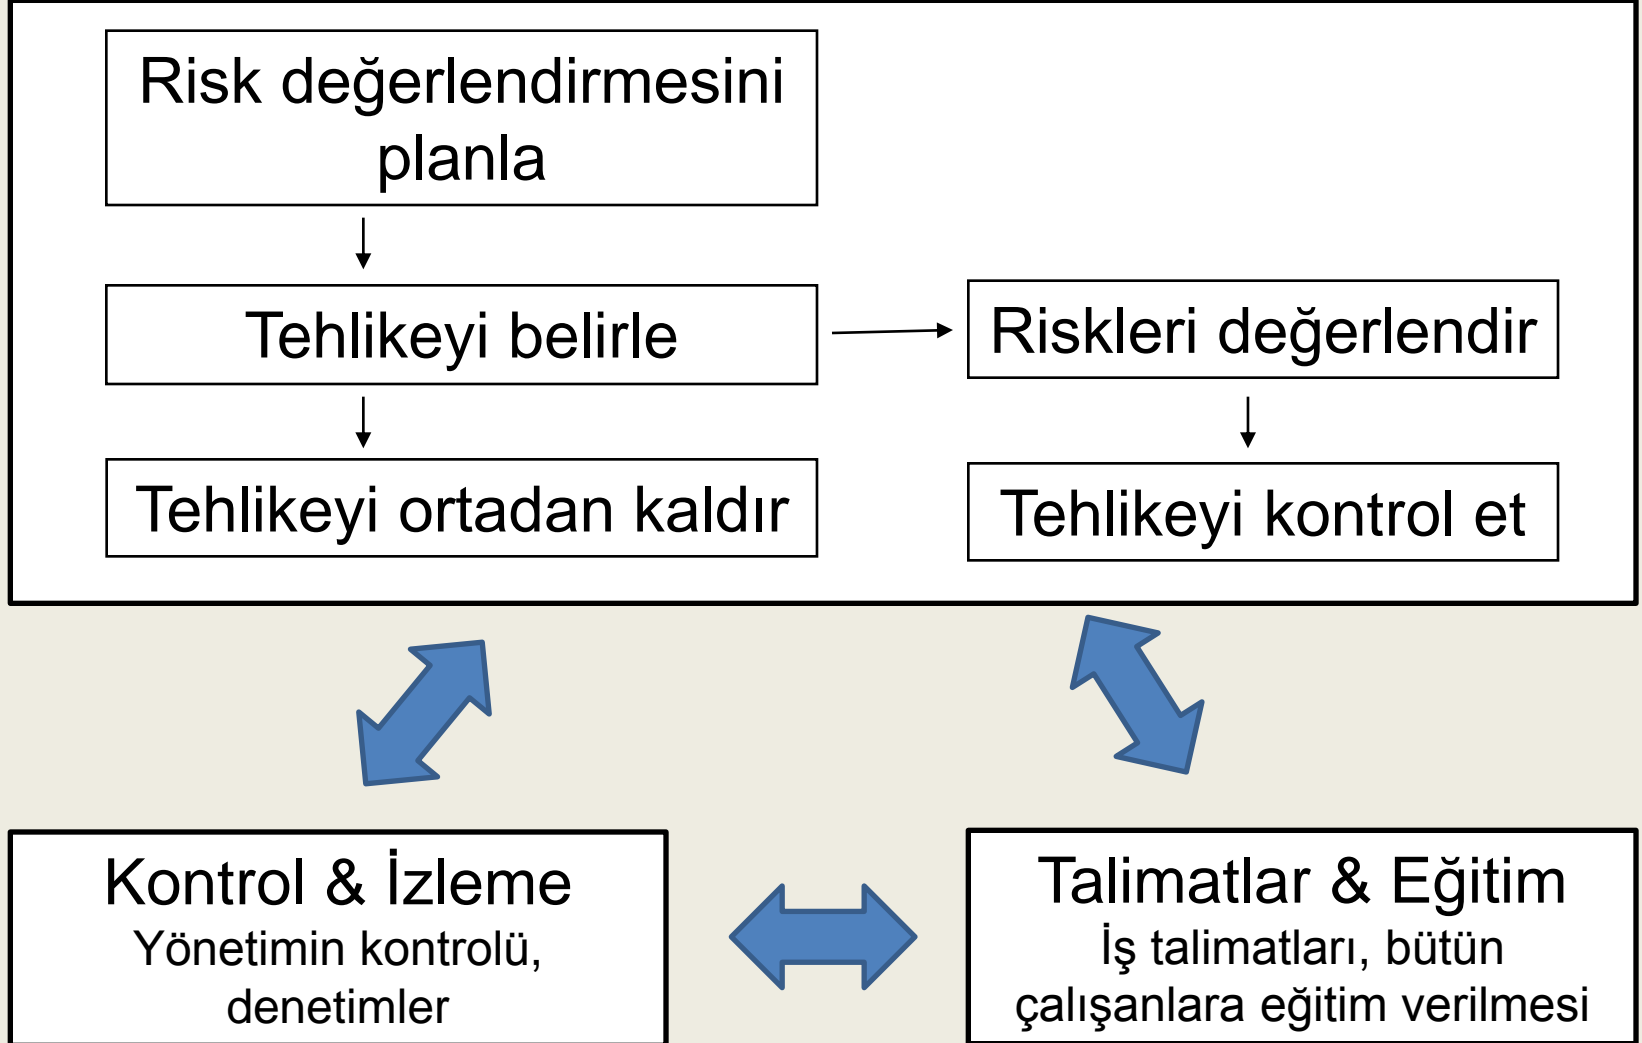 Risk değerlendirmesini
planla
Tehlikeyi belirle
Riskleri değerlendir
Tehlikeyi ortadan kaldır
Tehlikeyi kontrol et
Kontrol & İzleme
Yönetimin kontrolü,
denetimler
Talimatlar & Eğitim
İş talimatları, bütün
çalışanlara eğitim verilmesi